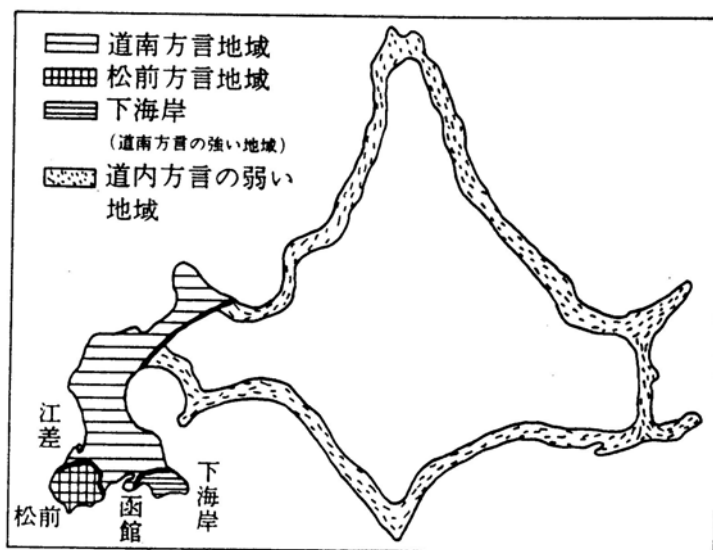 道南方言地域
松前方言地域
下海岸
(道南方言の強い地域)
道内方言の弱い
地域
江差
松前
函館
下海岸